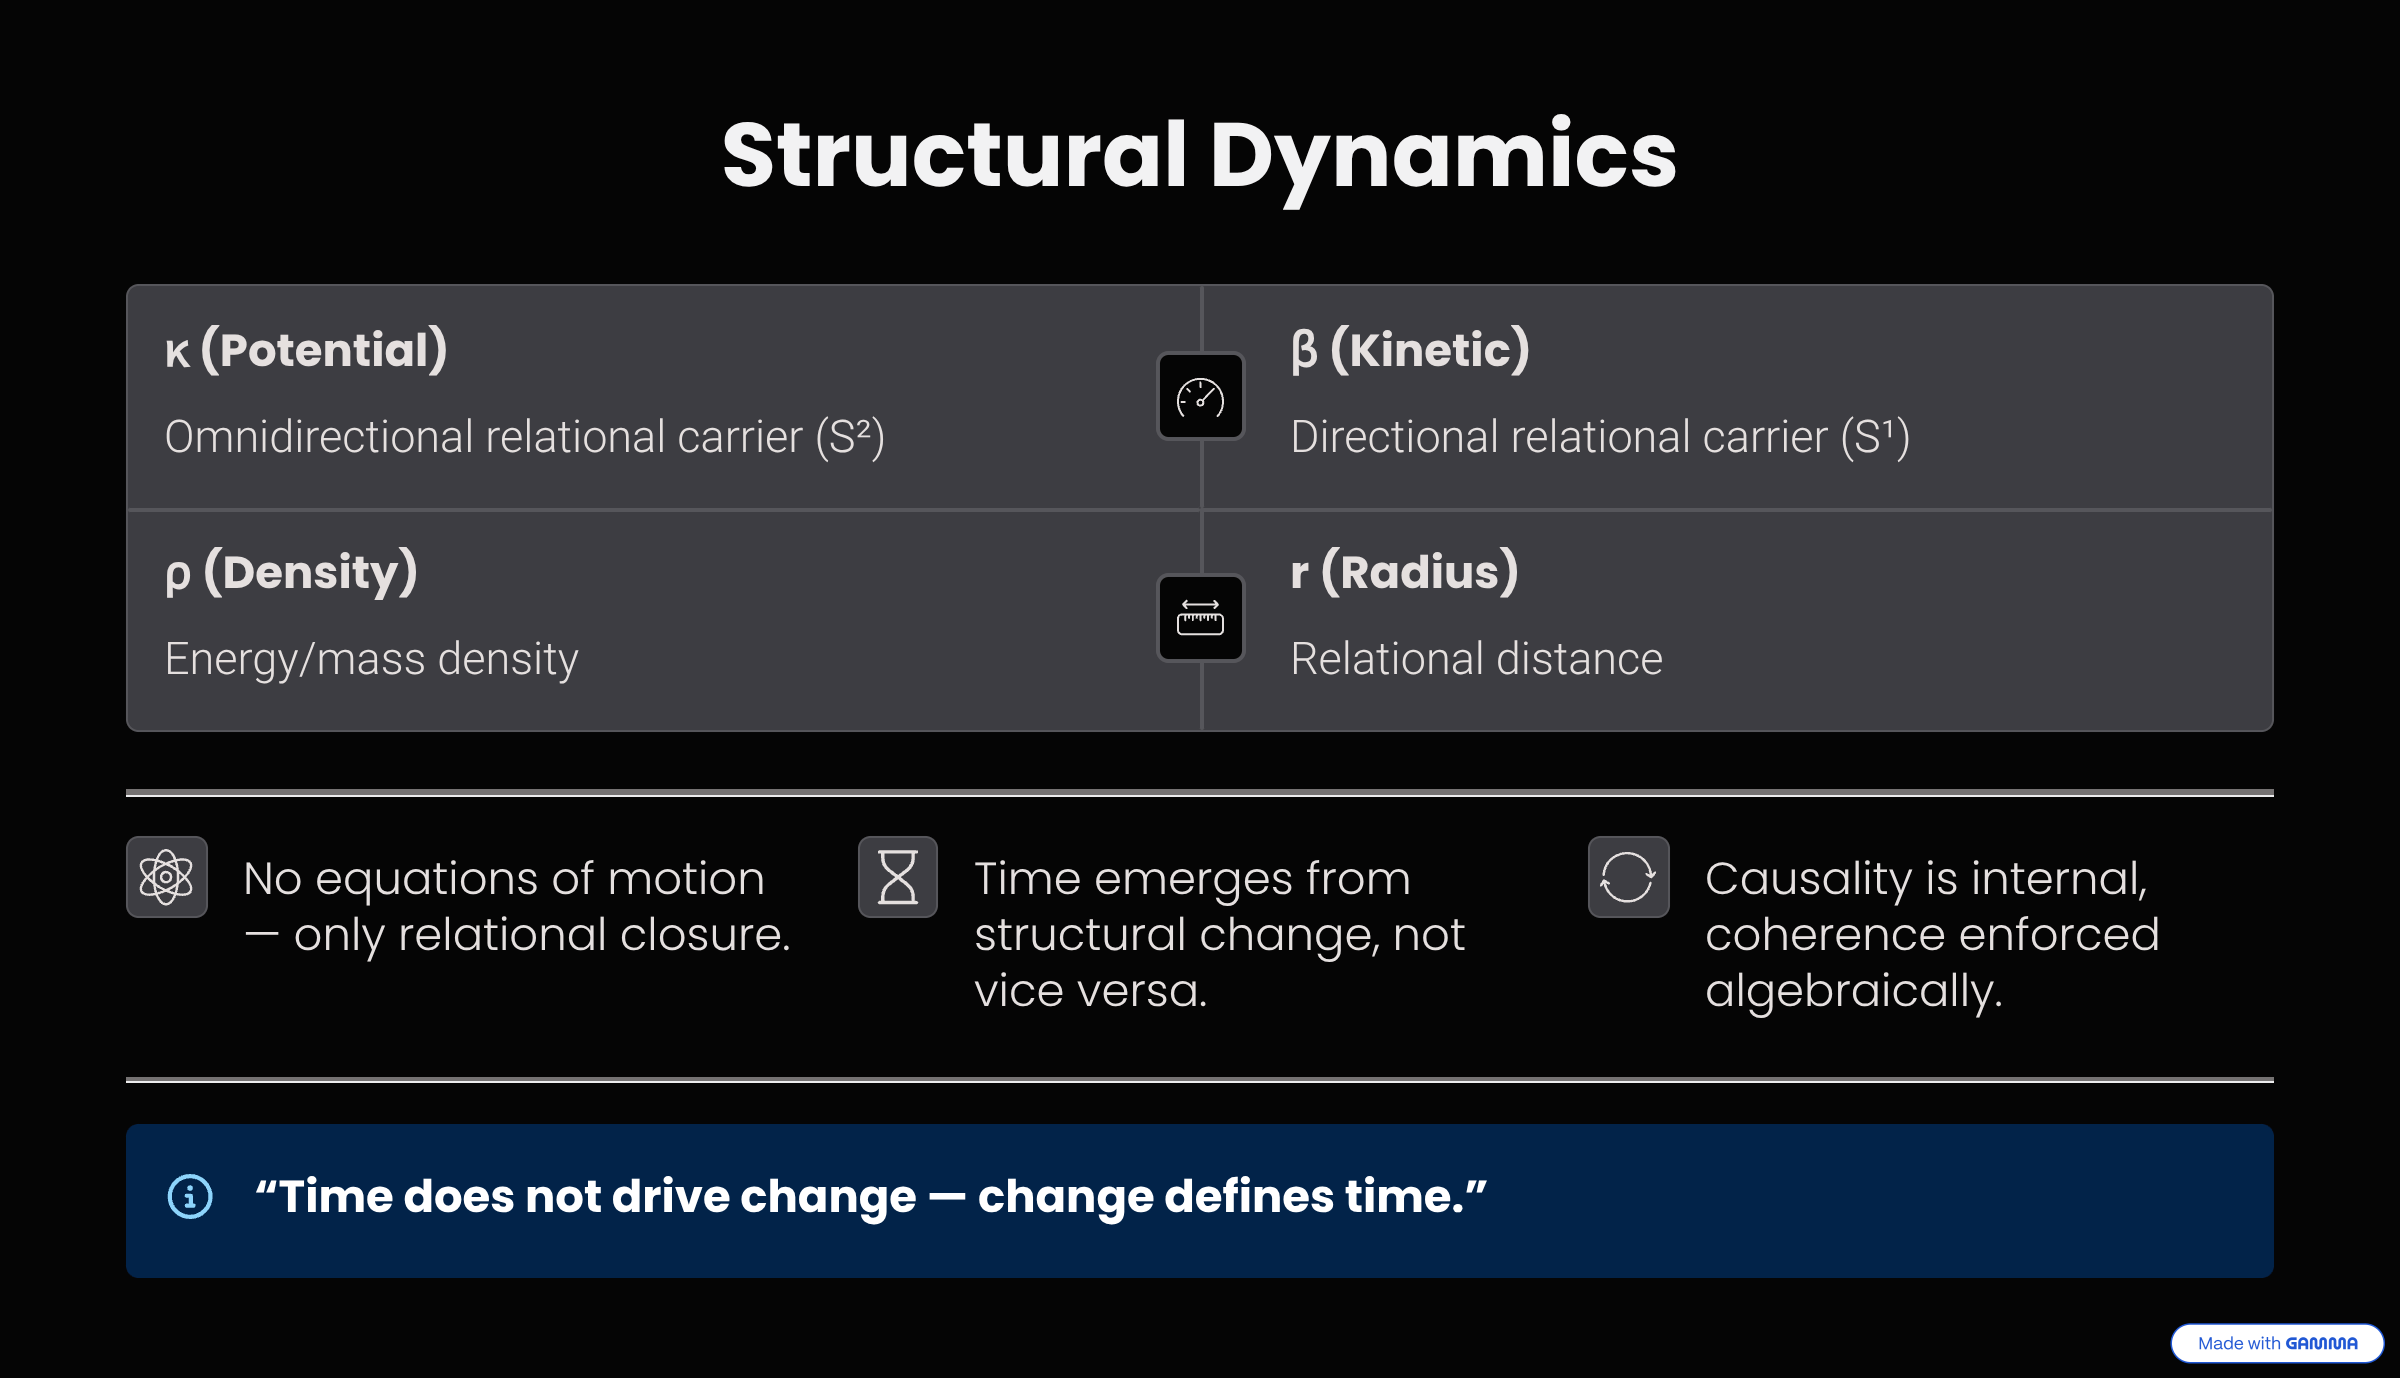 Structural Dynamics
κ (Potential)
Omnidirectional relational carrier (S²)
β (Kinetic)
Directional relational carrier (S¹)
ρ (Density)
Energy/mass density
r (Radius)
Relational distance
No equations of motion
— only relational closure.
Time emerges from
structural change, not
vice versa.
Causality is internal,
coherence enforced
algebraically.
“Time does not drive change — change defines time.”
Made with GAMMA